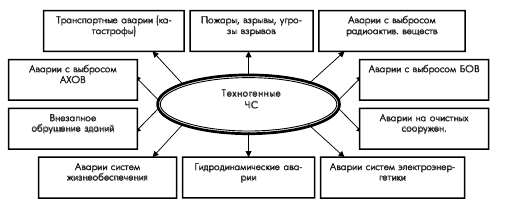 Транспортные аварии (ка-
тастрофы)
Пожары, взрывы, угро-
зы взрывов
Аварии с выбросом
радиоактив. веществ
Аварии с выбросом
АХОВ
Техногенные
ЧС
Аварии с выбросом БОВ
Внезапное
обрушение зданий
Аварии на очистных
сооружен.
Аварии систем
жизнеобеспечения
Гидродинамические ава-
рии
Аварии систем электроэнер-
гетики